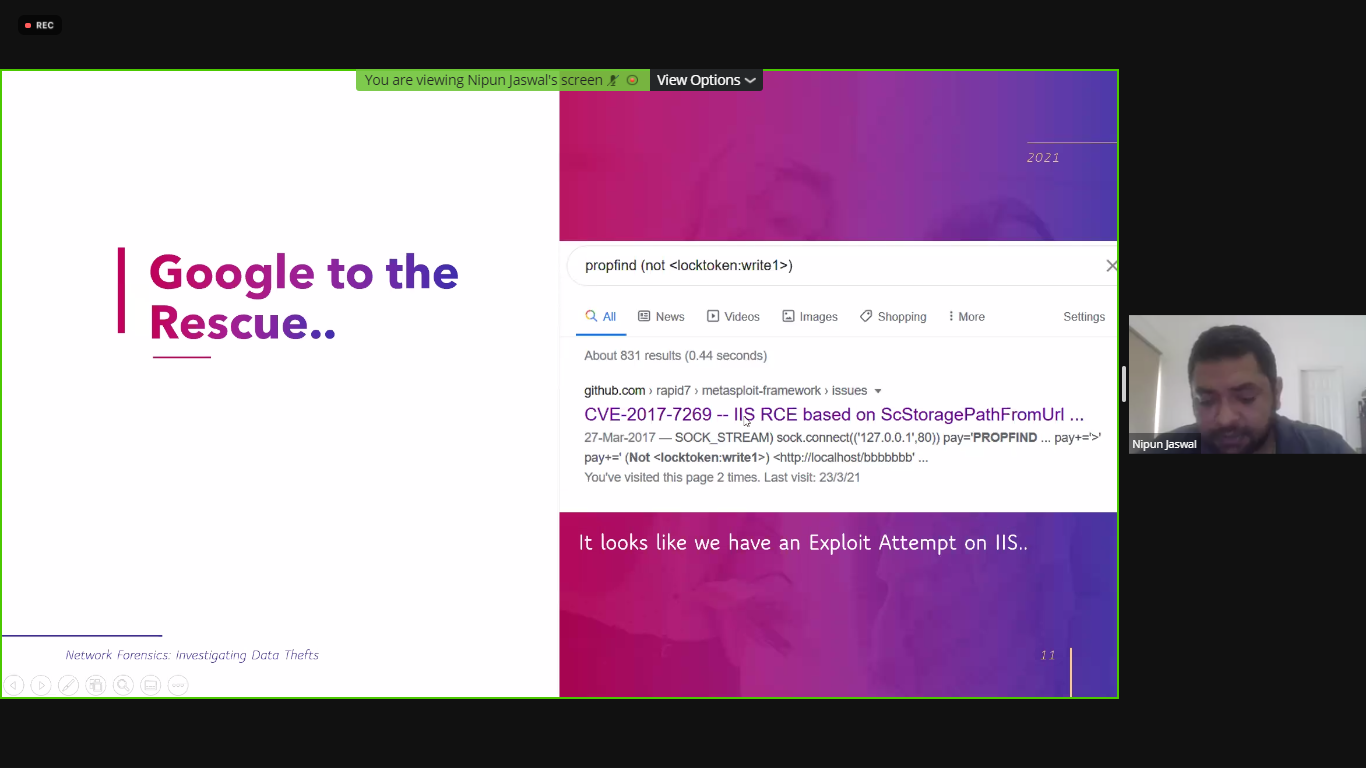 REC
You are viewing Nipun Jaswal's screen
View Options
2021
Google to the
Rescue..
propfind (not <locktoken:write1>)
All News Videos Images Shopping More Settings
About 831 results (0.44 seconds)
github.com › rapid7 › metasploit-framework › issues
CVE-2017-7269 -- IIS RCE based on ScStoragePathFromUrl ...
27-Mar-2017 — SOCK_STREAM) sock.connect(('127.0.0.1',80)) pay='PROPFIND ... pay+='>'
pay+=' (Not <locktoken:write1>) <http://localhost/bbbbbbb' ...
You've visited this page 2 times. Last visit: 23/3/21
It looks like we have an Exploit Attempt on IIS..
Network Forensics: Investigating Data Thefts
11
Nipun Jaswal